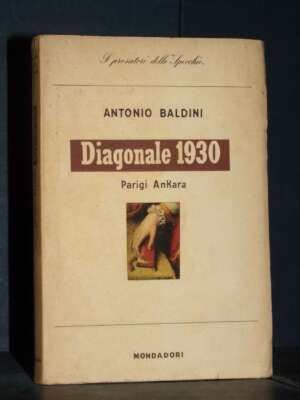 I prosatori dello "Specchio"
ANTONIO BALDINI
Diagonale 1930
Parigi Ankara
MONDADORI